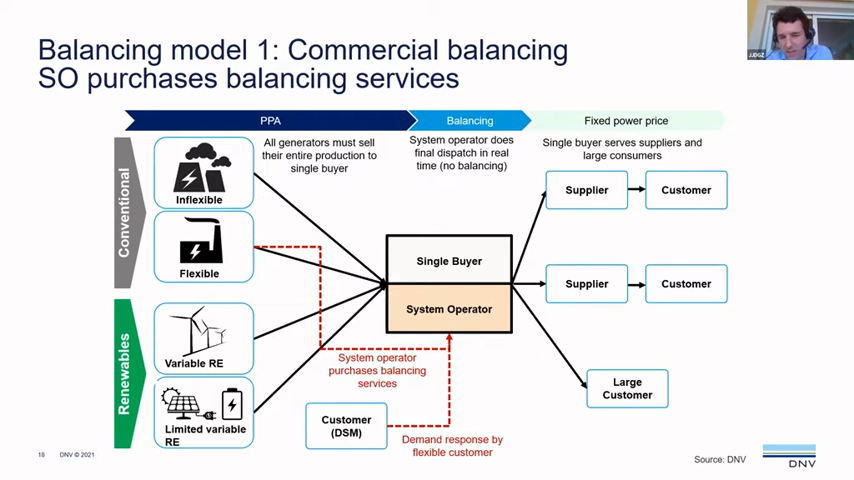 Balancing model 1: Commercial balancing
SO purchases balancing services
JJDGZ
PPA
Balancing
Fixed power price
All generators must sell
their entire production to
single buyer
System operator does
final dispatch in real
time (no balancing)
Single buyer serves suppliers and
large consumers
Conventional
Inflexible
Flexible
Renewables
Variable RE
Limited variable
RE
Single Buyer
System Operator
Supplier
Customer
Supplier
Customer
Large
Customer
System operator
purchases balancing
services
Customer
(DSM)
Demand response by
flexible customer
18
DNV © 2021
Source: DNV
DNV